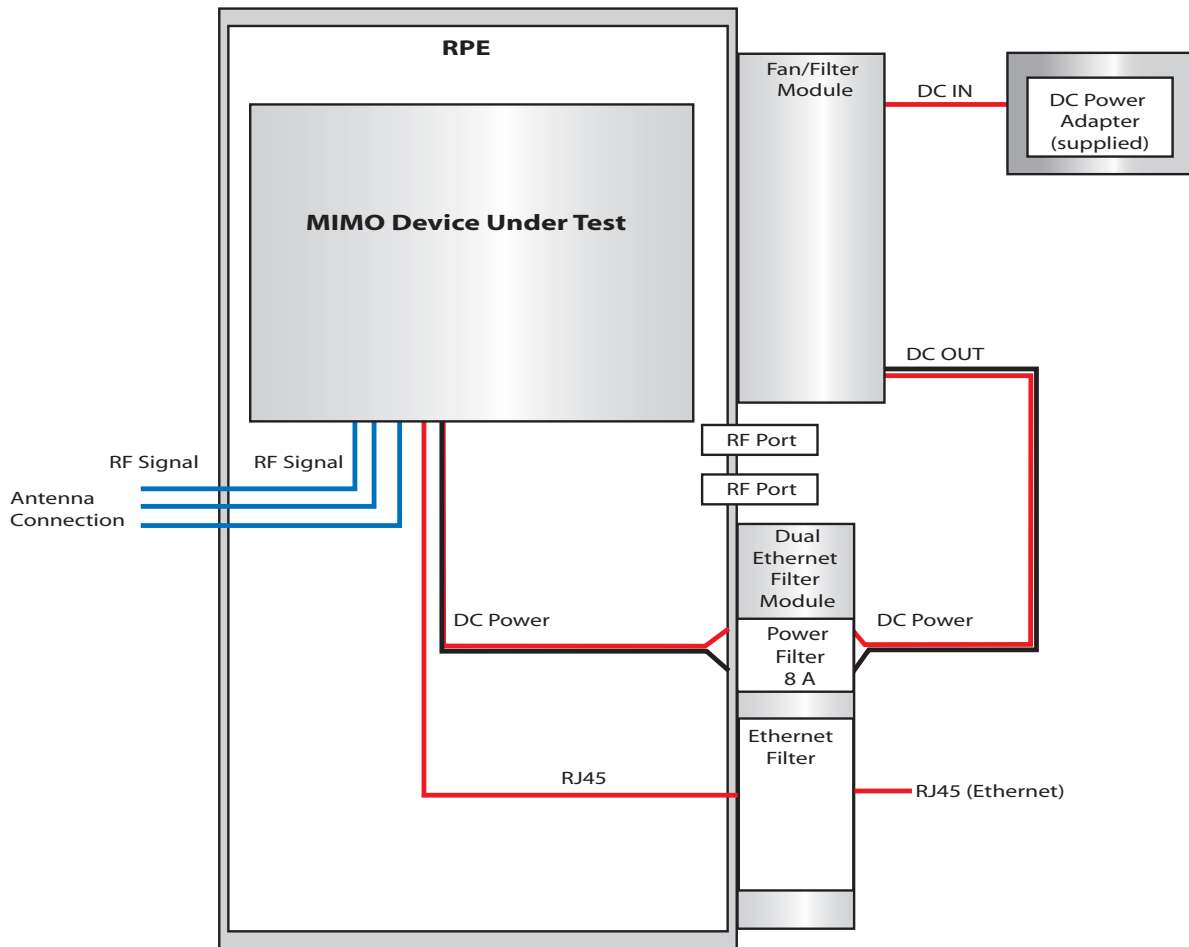 RPE
Fan/Filter
Module
DC IN
DC Power
Adapter
(supplied)
MIMO Device Under Test
DC OUT
RF Port
RF Signal
RF Signal
RF Port
Antenna
Connection
Dual
Ethernet
Filter
Module
DC Power
Power
Filter
8 A
DC Power
Ethernet
Filter
RJ45
RJ45 (Ethernet)